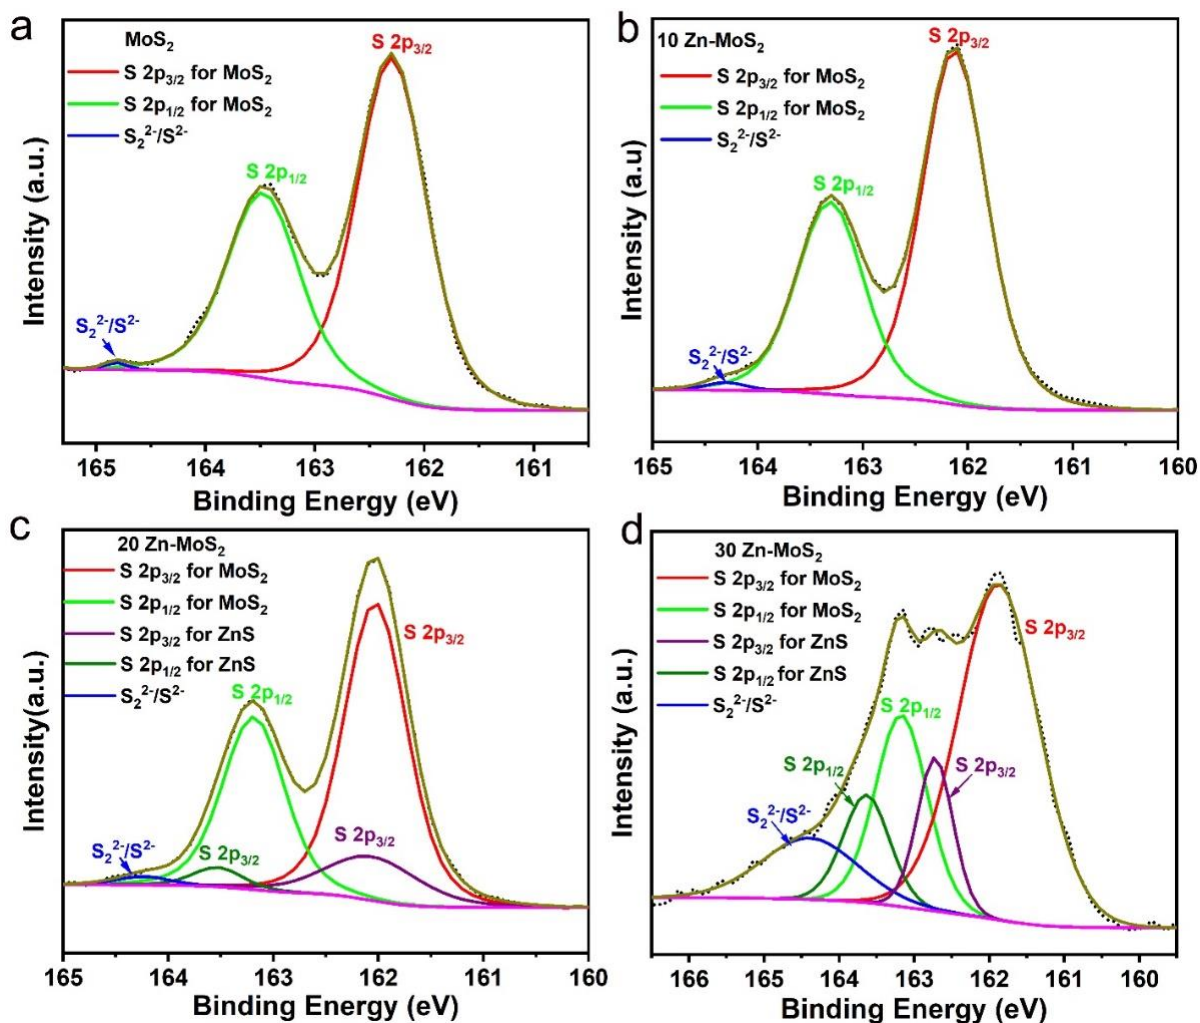 a
MoS₂
S 2p₃/₂ for MoS₂
S 2p₁/₂ for MoS₂
S₂²⁻/S²⁻
S 2p₃/₂
S 2p₁/₂
S₂²⁻/S²⁻
Intensity (a.u.)
165 164 163 162 161
Binding Energy (eV)
b
10 Zn-MoS₂
S 2p₃/₂ for MoS₂
S 2p₁/₂ for MoS₂
S₂²⁻/S²⁻
S 2p₃/₂
S 2p₁/₂
S₂²⁻/S²⁻
Intensity (a.u)
165 164 163 162 161 160
Binding Energy (eV)
c
20 Zn-MoS₂
S 2p₃/₂ for MoS₂
S 2p₁/₂ for MoS₂
S 2p₃/₂ for ZnS
S 2p₁/₂ for ZnS
S₂²⁻/S²⁻
S 2p₃/₂
S 2p₁/₂
S 2p₃/₂
S 2p₃/₂
S₂²⁻/S²⁻
Intensity(a.u.)
165 164 163 162 161 160
Binding Energy (eV)
d
30 Zn-MoS₂
S 2p₃/₂ for MoS₂
S 2p₁/₂ for MoS₂
S 2p₃/₂ for ZnS
S 2p₁/₂ for ZnS
S₂²⁻/S²⁻
S 2p₃/₂
S 2p₁/₂
S 2p₁/₂
S 2p₃/₂
S₂²⁻/S²⁻
Intensity (a.u.)
166 165 164 163 162 161 160
Binding Energy (eV)